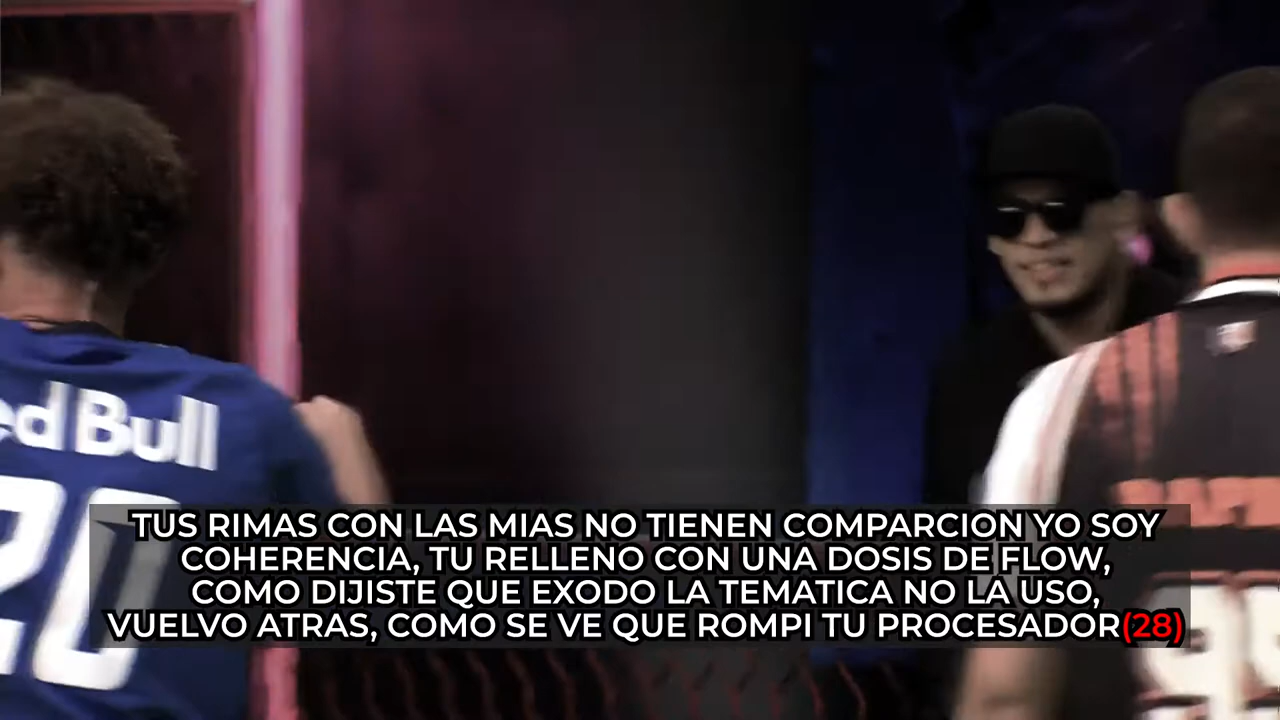 ed Bull
20
TUS RIMAS CON LAS MIAS NO TIENEN COMPARCION YO SOY
COHERENCIA, TU RELLENO CON UNA DOSIS DE FLOW,
COMO DIJISTE QUE EXODO LA TEMATICA NO LA USO,
VUELVO ATRAS, COMO SE VE QUE ROMPI TU PROCESADOR(28)